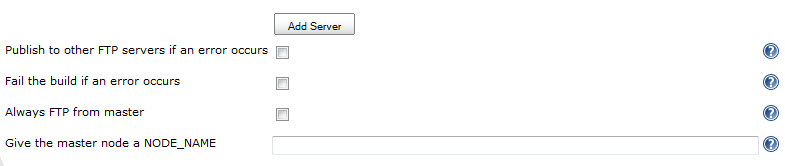 Add Server
Publish to other FTP servers if an error occurs
Fail the build if an error occurs
Always FTP from master
Give the master node a NODE_NAME